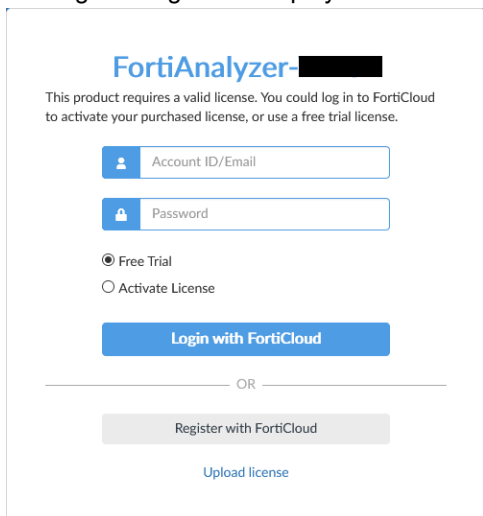 FortiAnalyzer-
This product requires a valid license. You could log in to FortiCloud
to activate your purchased license, or use a free trial license.
Account ID/Email
Password
Free Trial
Activate License
Login with FortiCloud
OR
Register with FortiCloud
Upload license